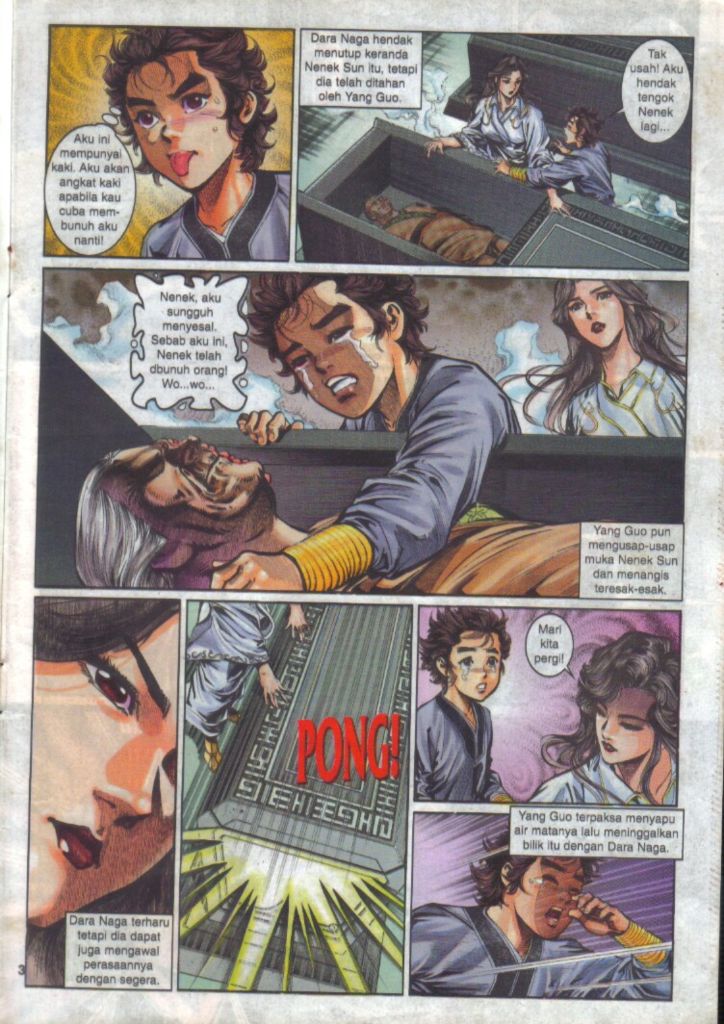 Aku ini
mempunyai
kaki. Aku akan
angkat kaki
apabila kau
cuba mem-
bunuh aku
nanti!
Dara Naga hendak
menutup keranda
Nenek Sun itu, tetapi
dia telah ditahan
oleh Yang Guo.
Tak
usah! Aku
hendak
tengok
Nenek
lagi...
Nenek, aku
sungguh
menyesal.
Sebab aku ini,
Nenek telah
dbunuh orang!
Wo...wo...
Yang Guo pun
mengusap-usap
muka Nenek Sun
dan menangis
teresak-esak.
Dara Naga terharu
tetapi dia dapat
juga mengawal
perasaannya
dengan segera.
PONG!
Mari
kita
pergi!
Yang Guo terpaksa menyapu
air matanya lalu meninggalkan
bilik itu dengan Dara Naga.
3